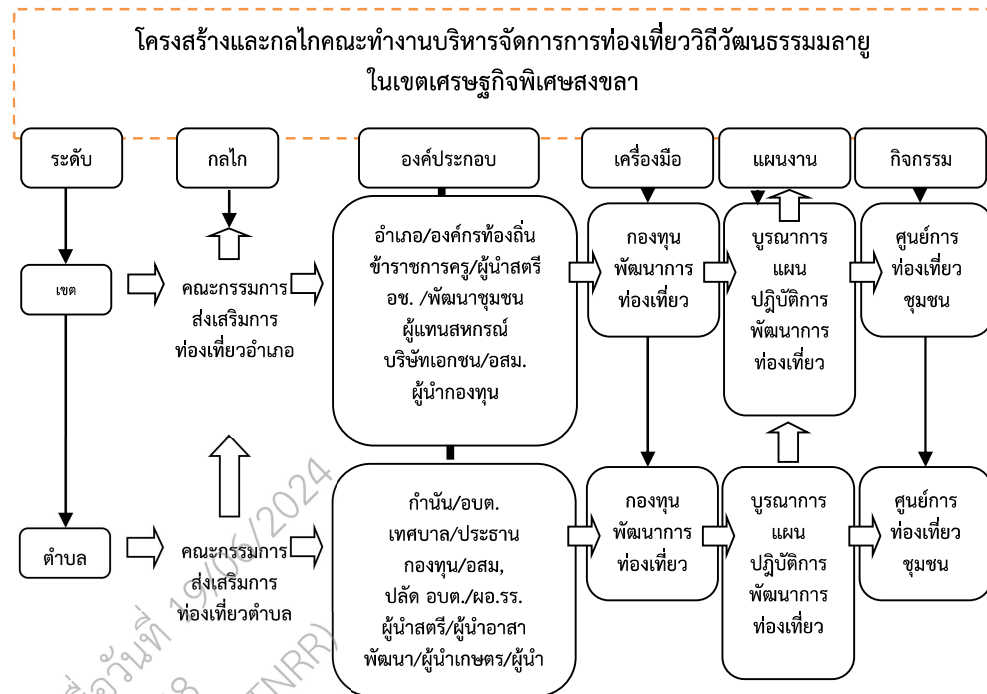 โครงสร้างและกลไกคณะทำงานบริหารจัดการการท่องเที่ยววิถีวัฒนธรรมมลายู
ในเขตเศรษฐกิจพิเศษสงขลา
ระดับ
กลไก
องค์ประกอบ
เครื่องมือ
แผนงาน
กิจกรรม
เขต
คณะกรรมการ
ส่งเสริมการ
ท่องเที่ยวอำเภอ
อำเภอ/องค์กรท้องถิ่น
ข้าราชการครู/ผู้นำสตรี
อช. /พัฒนาชุมชน
ผู้แทนสหกรณ์
บริษัทเอกชน/อสม.
ผู้นำกองทุน
กองทุน
พัฒนาการ
ท่องเที่ยว
บูรณาการ
แผน
ปฎิบัติการ
พัฒนาการ
ท่องเที่ยว
ศูนย์การ
ท่องเที่ยว
ชุมชน
ตำบล
คณะกรรมการ
ส่งเสริมการ
ท่องเที่ยวตำบล
กำนัน/อบต.
เทศบาล/ประธาน
กองทุน/อสม,
ปลัด อบต./ผอ.รร.
ผู้นำสตรี/ผู้นำอาสา
พัฒนา/ผู้นำเกษตร/ผู้นำ
กองทุน
พัฒนาการ
ท่องเที่ยว
บูรณาการ
แผน
ปฎิบัติการ
พัฒนาการ
ท่องเที่ยว
ศูนย์การ
ท่องเที่ยว
ชุมชน
วันที่ 19/06/2024
TNRR)